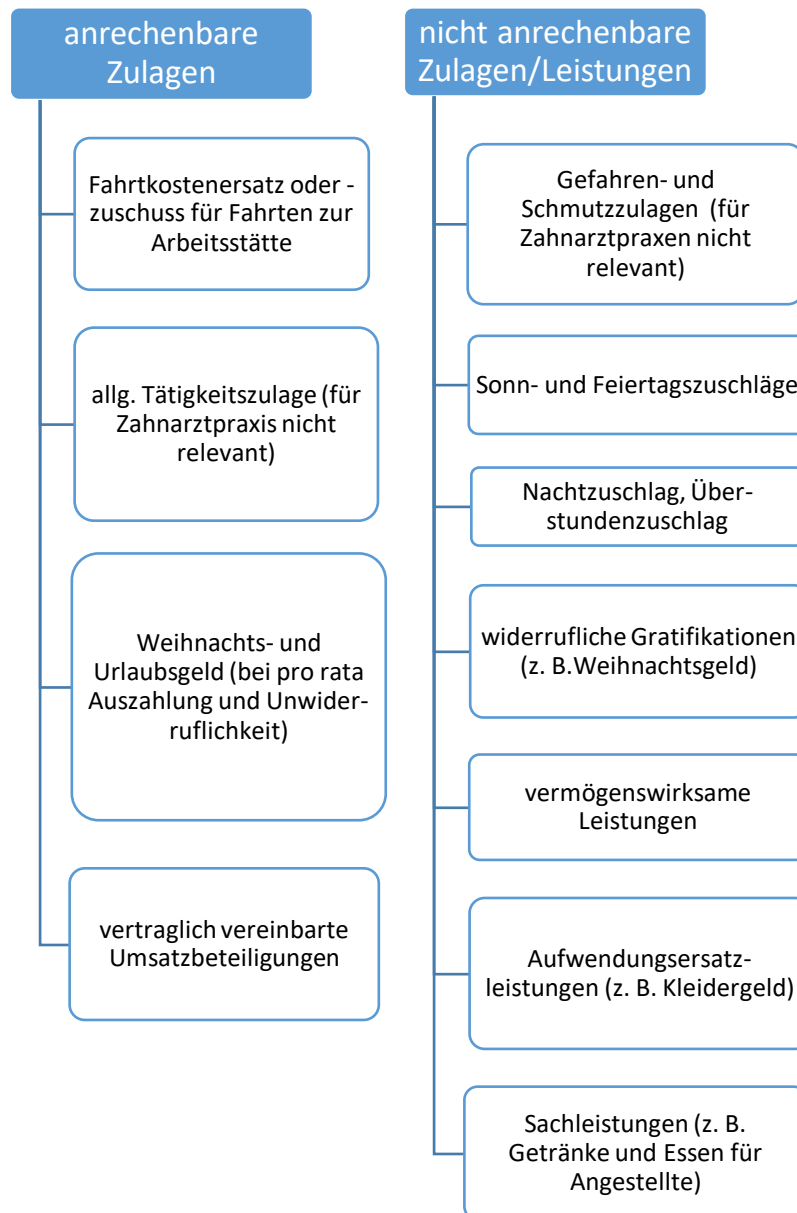 anrechenbare
Zulagen
Fahrtkostenersatz oder -
zuschuss für Fahrten zur
Arbeitsstätte
allg. Tätigkeitszulage (für
Zahnarztpraxis nicht
relevant)
Weihnachts- und
Urlaubsgeld (bei pro rata
Auszahlung und Unwider-
ruflichkeit)
vertraglich vereinbarte
Umsatzbeteiligungen
nicht anrechenbare
Zulagen/Leistungen
Gefahren- und
Schmutzzulagen (für
Zahnarztpraxen nicht
relevant)
Sonn- und Feiertagszuschläge
Nachtzuschlag, Über-
stundenzuschlag
widerrufliche Gratifikationen
(z. B.Weihnachtsgeld)
vermögenswirksame
Leistungen
Aufwendungsersatz-
leistungen (z. B. Kleidergeld)
Sachleistungen (z. B.
Getränke und Essen für
Angestellte)